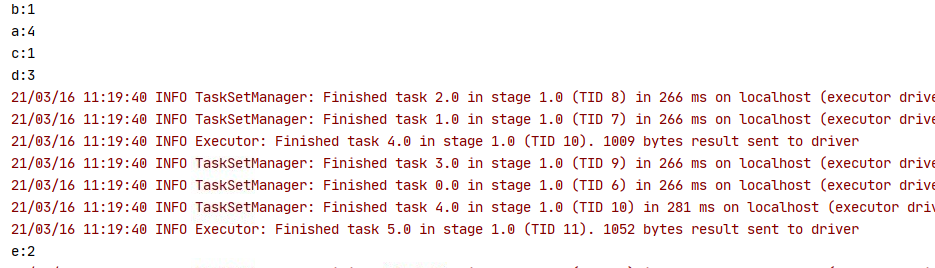 b:1
a:4
c:1
d:3
21/03/16 11:19:40 INFO TaskSetManager: Finished task 2.0 in stage 1.0 (TID 8) in 266 ms on localhost (executor drive
21/03/16 11:19:40 INFO TaskSetManager: Finished task 1.0 in stage 1.0 (TID 7) in 266 ms on localhost (executor drive
21/03/16 11:19:40 INFO Executor: Finished task 4.0 in stage 1.0 (TID 10). 1009 bytes result sent to driver
21/03/16 11:19:40 INFO TaskSetManager: Finished task 3.0 in stage 1.0 (TID 9) in 266 ms on localhost (executor drive
21/03/16 11:19:40 INFO TaskSetManager: Finished task 0.0 in stage 1.0 (TID 6) in 266 ms on localhost (executor drive
21/03/16 11:19:40 INFO TaskSetManager: Finished task 4.0 in stage 1.0 (TID 10) in 281 ms on localhost (executor driv
21/03/16 11:19:40 INFO Executor: Finished task 5.0 in stage 1.0 (TID 11). 1052 bytes result sent to driver
e:2